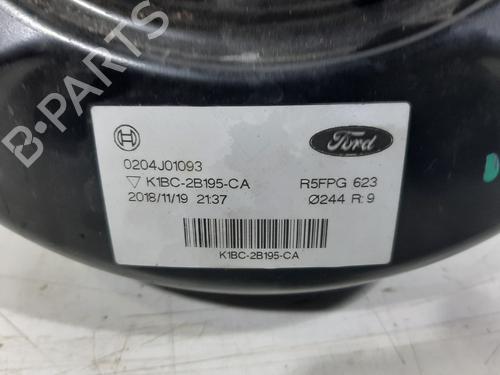 B-PARTS
Ford
0204J01093
R5FPG 623
▽ K1BC-2B195-CA
2018/11/19 21:37
Ø244 R: 9
K1BC-2B195-CA